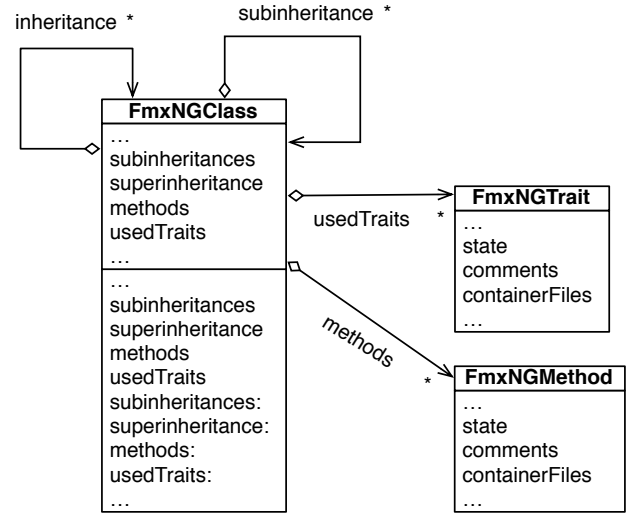 inheritance *
subinheritance *
FmxNGClass
…
subinheritances
superinheritance
methods
usedTraits
…
…
subinheritances
superinheritance
methods
usedTraits
subinheritances:
superinheritance:
methods:
usedTraits:
…
usedTraits *
methods
*
FmxNGTrait
…
state
comments
containerFiles
…
FmxNGMethod
…
state
comments
containerFiles
…